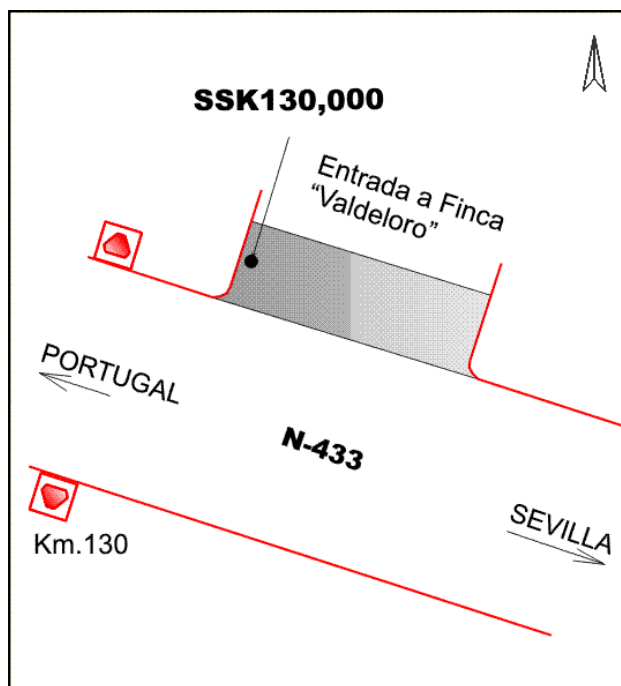 SSK130,000
Entrada a Finca
“Valdeloro”
PORTUGAL
N-433
SEVILLA
Km.130